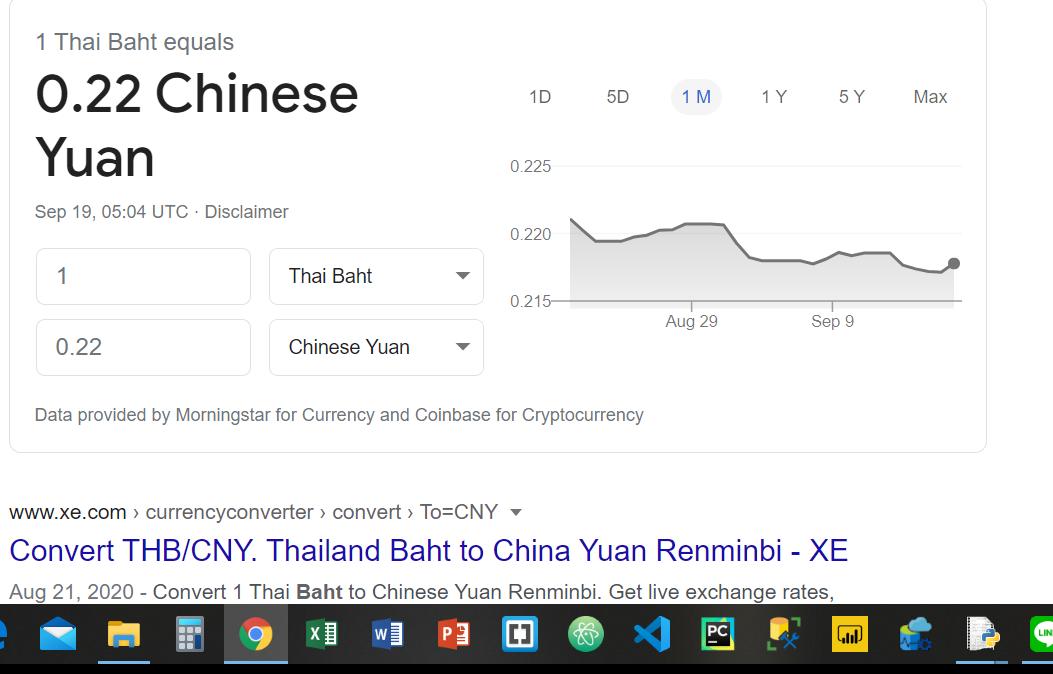 1 Thai Baht equals
0.22 Chinese
Yuan
Sep 19, 05:04 UTC · Disclaimer
1 Thai Baht
0.22 Chinese Yuan
1D 5D 1 M 1 Y 5 Y Max
0.225
0.220
0.215
Aug 29 Sep 9
Data provided by Morningstar for Currency and Coinbase for Cryptocurrency
www.xe.com › currencyconverter › convert › To=CNY
Convert THB/CNY. Thailand Baht to China Yuan Renminbi - XE
Aug 21, 2020 - Convert 1 Thai Baht to Chinese Yuan Renminbi. Get live exchange rates,
X W P PC LIN